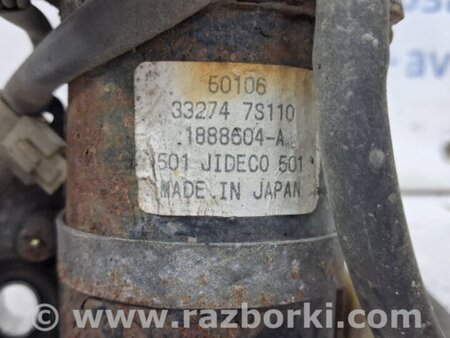 50106
33274 7S110
1888604-A
501 JIDECO 501
MADE IN JAPAN
© www.razborki.com